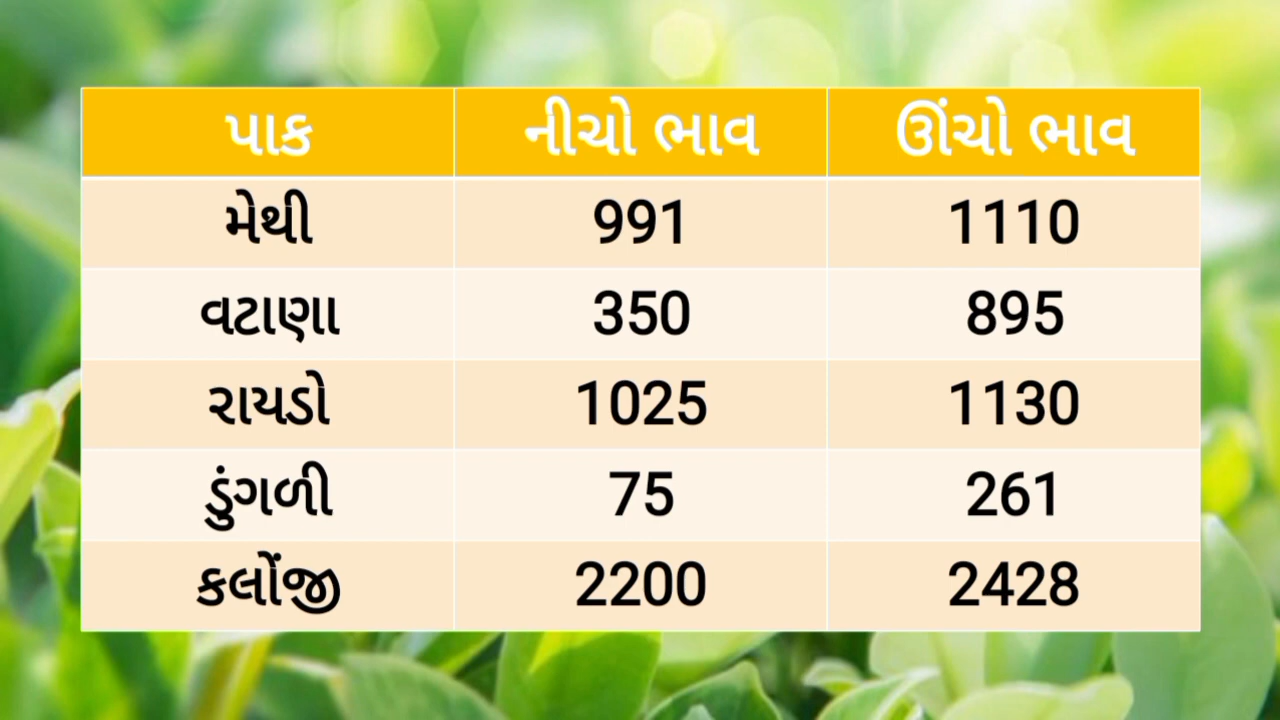 પાક નીચો ભાવ ઊંચો ભાવ
મેથી 991 1110
વટાણા 350 895
રાયડો 1025 1130
ડુંગળી 75 261
કલોંજી 2200 2428